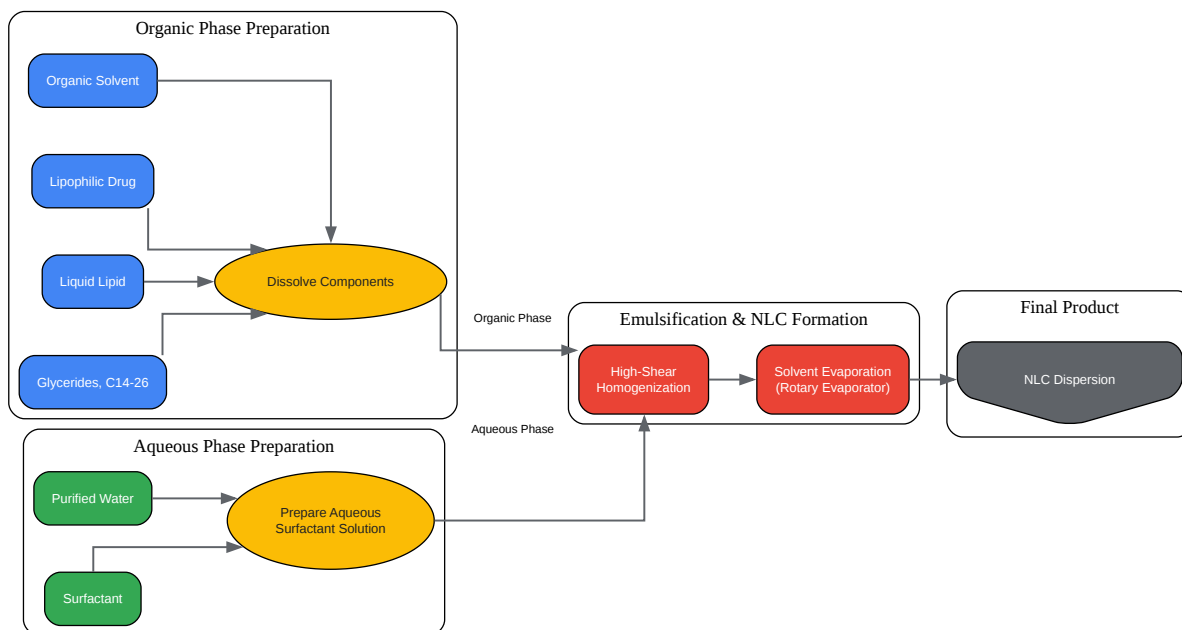 Organic Phase Preparation
Organic Solvent
Lipophilic Drug
Liquid Lipid
Dissolve Components
Glycerides, C14-26
Organic Phase
Emulsification & NLC Formation
High-Shear
Homogenization
Solvent Evaporation
(Rotary Evaporator)
Final Product
NLC Dispersion
Aqueous Phase
Aqueous Phase Preparation
Purified Water
Prepare Aqueous
Surfactant Solution
Surfactant